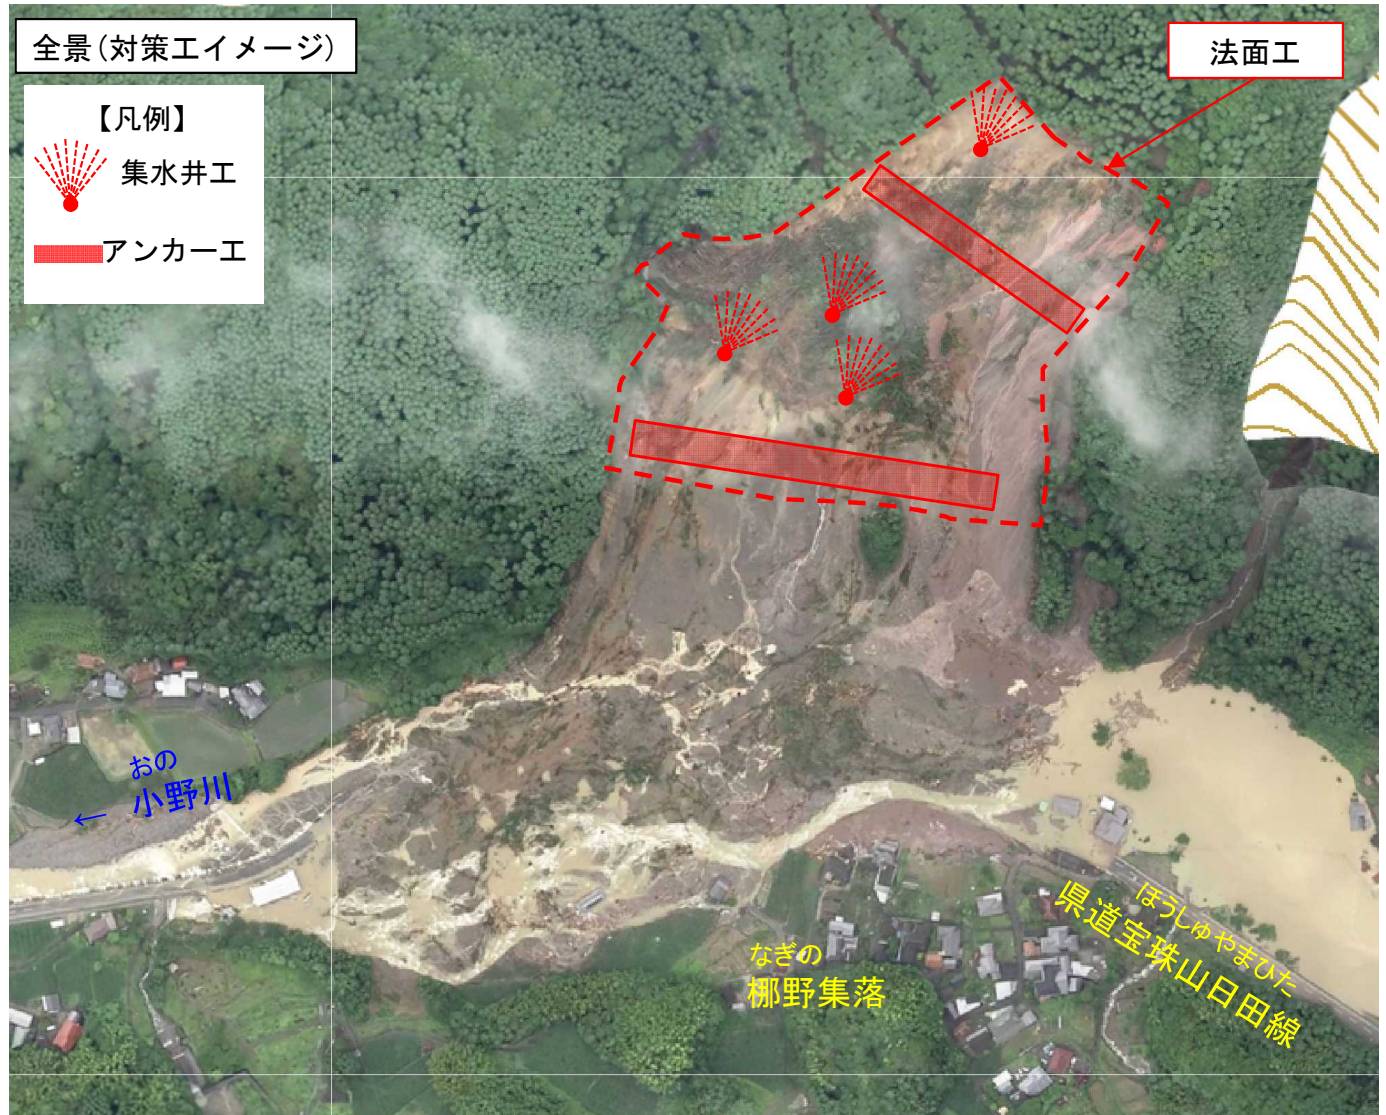 全景(対策工イメージ)
法面工
【凡例】
集水井工
アンカー工
おの
← 小野川
なぎの
梛野集落
ほうしゅやまひた
県道宝珠山日田線